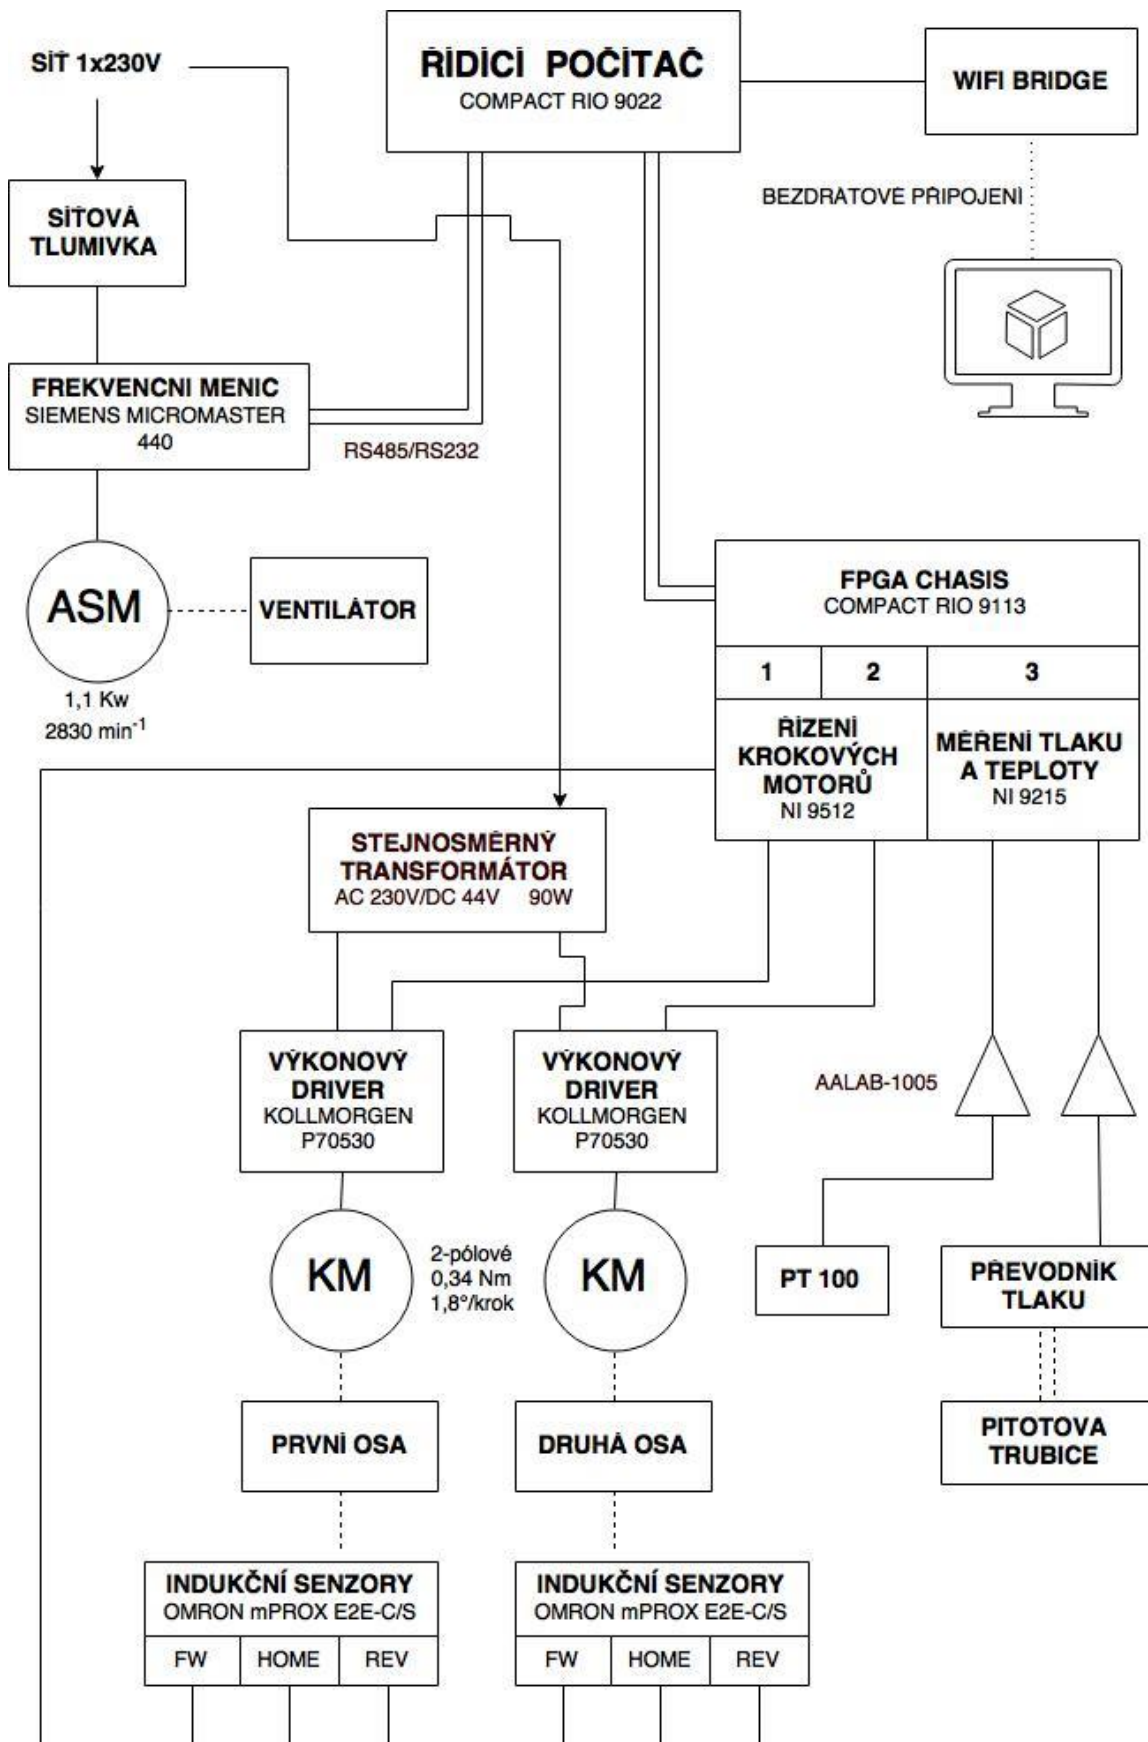 SÍŤ 1x230V
ŘÍDÍCÍ POČÍTAČ
COMPACT RIO 9022
WIFI BRIDGE
BEZDRATOVÉ PŘIPOJENÍ
SÍŤOVÁ
TLUMIVKA
FREKVENCNI MENIC
SIEMENS MICROMASTER
440
RS485/RS232
ASM
VENTILÁTOR
1,1 Kw
2830 min⁻¹
FPGA CHASIS
COMPACT RIO 9113
1
2
3
ŘÍZENÍ
KROKOVÝCH
MOTORŮ
NI 9512
MĚŘENÍ TLAKU
A TEPLOTY
NI 9215
STEJNOSMĚRNÝ
TRANSFORMÁTOR
AC 230V/DC 44V 90W
VÝKONOVÝ
DRIVER
KOLLMORGEN
P70530
VÝKONOVÝ
DRIVER
KOLLMORGEN
P70530
AALAB-1005
KM
2-pólové
0,34 Nm
1,8°/krok
KM
PT 100
PŘEVODNÍK
TLAKU
PRVNÍ OSA
DRUHÁ OSA
PITOTOVA
TRUBICE
INDUKČNÍ SENZORY
OMRON mPROX E2E-C/S
FW HOME REV
INDUKČNÍ SENZORY
OMRON mPROX E2E-C/S
FW HOME REV